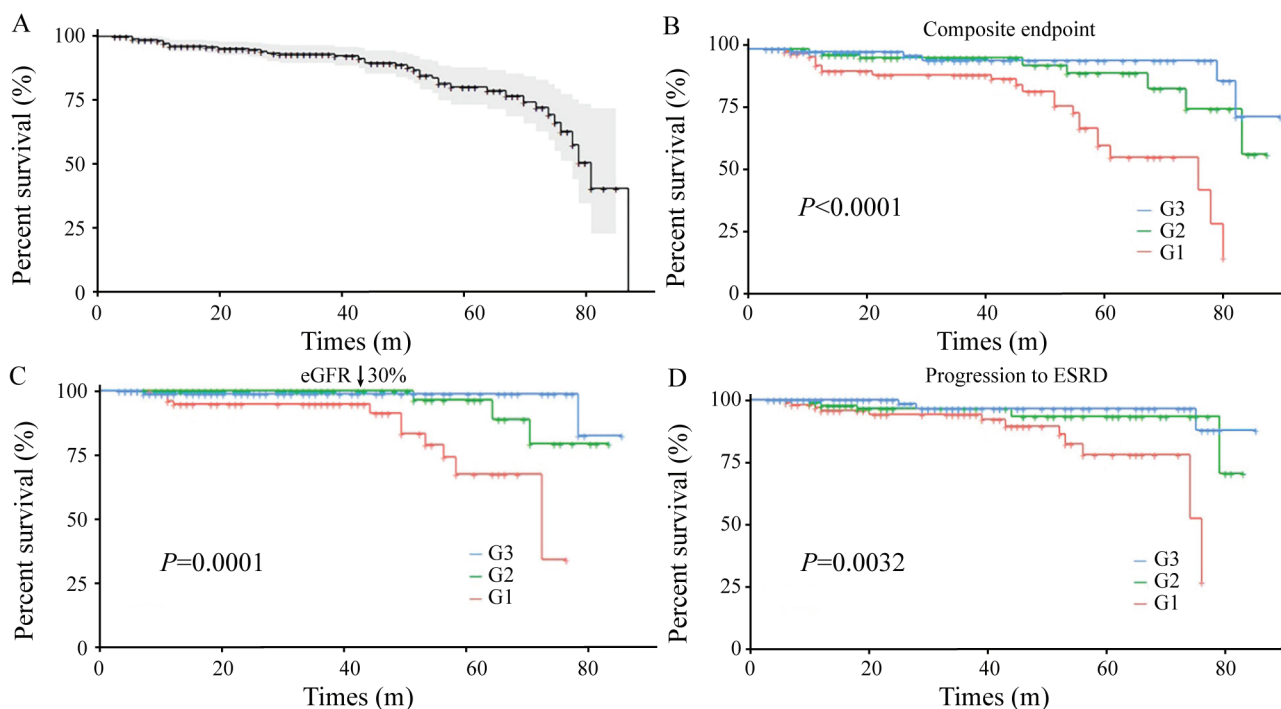 A
Percent survival (%)
100
75
50
25
0
0 20 40 60 80
Times (m)
B
Composite endpoint
Percent survival (%)
100
75
50
25
0
P<0.0001
G3
G2
G1
0 20 40 60 80
Times (m)
C
eGFR ↓ 30%
Percent survival (%)
100
75
50
25
0
P=0.0001
G3
G2
G1
0 20 40 60 80
Times (m)
D
Progression to ESRD
Percent survival (%)
100
75
50
25
0
P=0.0032
G3
G2
G1
0 20 40 60 80
Times (m)